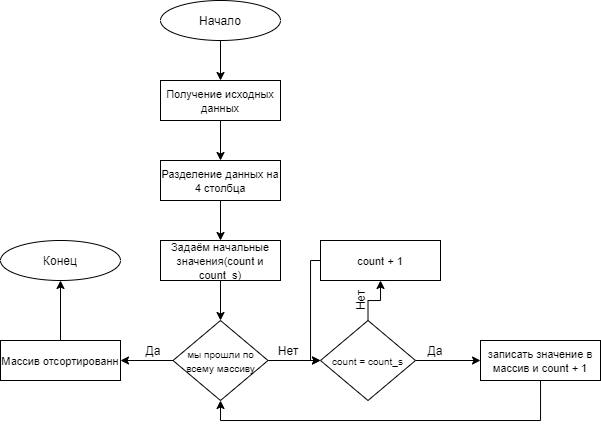 Начало
Получение исходных
данных
Разделение данных на
4 столбца
Задаём начальные
значения(count и
count_s)
Конец
count + 1
Нет
Массив отсортированн
Да
мы прошли по
всему массиву
Нет
count = count_s
Да
записать значение в
массив и count + 1